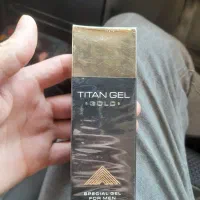 TITAN GEL
GOLD
SPECIAL GEL
FOR MEN